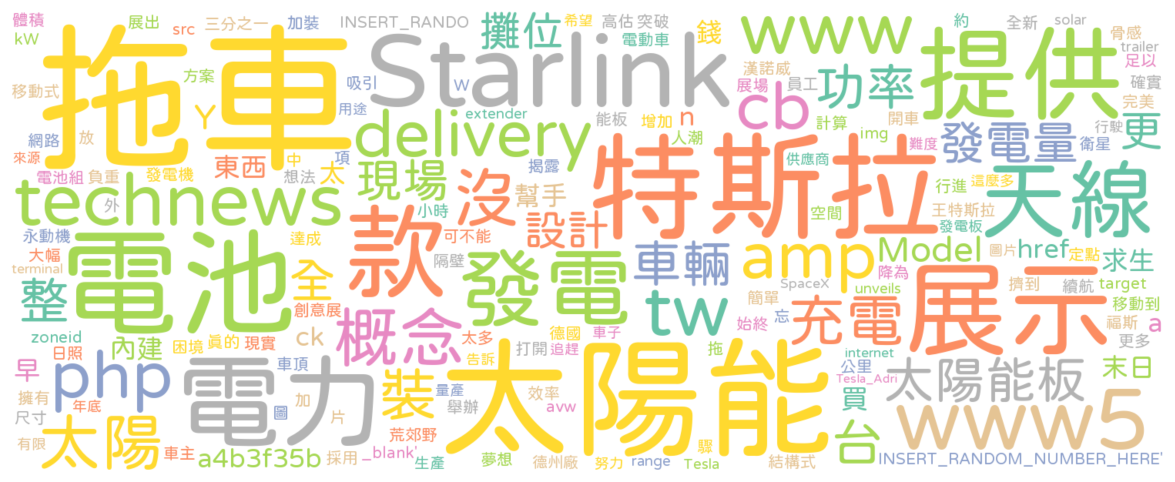 體積 展出 src 三分之一 加裝 INSERT_RANDO 攤位 希望 高估 突破 www 約 全新 solar 骨感
kW 拖車 方案 Starlink 電動車 錢 提供 trailer 足以
移動式 吸引 w 漢諾威 員工 功率 展場 cb 確實
網路 放 Y 用途 extender 能板 增加 n 計算 img 開車 難度 行駛 更
來源 中 發電機 項 delivery 人潮 供應商 發電量 衛星
電池組 負重 東西 想法 太 現場 揭露 沒 特斯拉 完美 這麼多
technews 外 款 小時 幫手 行進 天線
永動機 達成 可不能 設計 空間 王特斯拉 發電板
大幅 電池 隔壁 車輛 amp Model 圖片 href 定點 求生
terminal 全 發電 SpaceX 降為 unveils 續航 target
整 創意展 tw 簡單 充電 展示 擠到 移動到
zoneid ck 概念 始終 忘 福斯 a
日照 內建 困境 真的 現實 太多 德國 車子 追趕 打開 拖 internet 更多
早 php 車頂 告訴 公里 Tesla_Adri 末日
擁有 年底 電力 裝 量產 舉辦 效率 太陽能 太陽能板 買
尺寸 圖 加 片 avw www5
有限 太陽 車主 荒郊野 台
a4b3f35b 採用 _blank' 生產 夢想 德州廠 努力 range 驟 Tesla 結構式 INSERT_RANDOM_NUMBER_HERE'